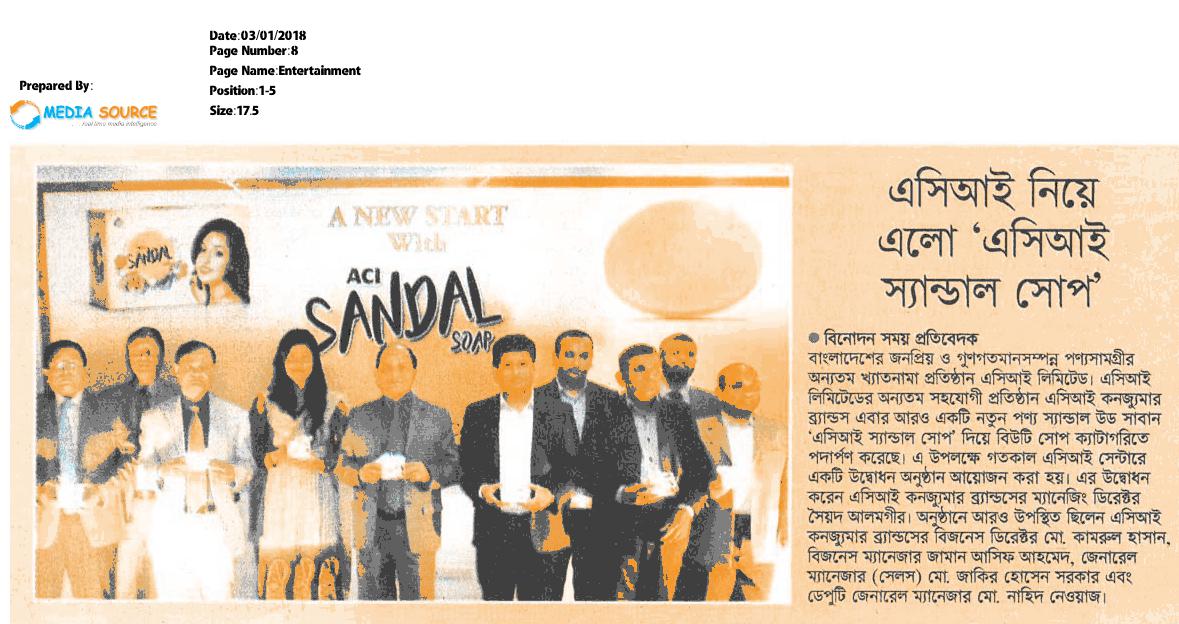 Date:03/01/2018
Page Number:8
Page Name:Entertainment
Position:1-5
Size:17.5
Prepared By:
MEDIA SOURCE
real time media intelligence
A NEW START
With
ACI
SANDAL
SOAP
SANDAL
এসিআই নিয়ে
এলো ‘এসিআই
স্যান্ডাল সোপ’
● বিনোদন সময় প্রতিবেদক
বাংলাদেশের জনপ্রিয় ও গুণগতমানসম্পন্ন পণ্যসামগ্রীর
অন্যতম খ্যাতনামা প্রতিষ্ঠান এসিআই লিমিটেড। এসিআই
লিমিটেডের অন্যতম সহযোগী প্রতিষ্ঠান এসিআই কনজ্যুমার
ব্র্যান্ডস এবার আরও একটি নতুন পণ্য স্যান্ডাল উড সাবান
‘এসিআই স্যান্ডাল সোপ’ দিয়ে বিউটি সোপ ক্যাটাগরিতে
পদার্পণ করেছে। এ উপলক্ষে গতকাল এসিআই সেন্টারে
একটি উদ্বোধন অনুষ্ঠান আয়োজন করা হয়। এর উদ্বোধন
করেন এসিআই কনজ্যুমার ব্র্যান্ডসের ম্যানেজিং ডিরেক্টর
সৈয়দ আলমগীর। অনুষ্ঠানে আরও উপস্থিত ছিলেন এসিআই
কনজ্যুমার ব্র্যান্ডসের বিজনেস ডিরেক্টর মো. কামরুল হাসান,
বিজনেস ম্যানেজার জামান আসিফ আহমেদ, জেনারেল
ম্যানেজার (সেলস) মো. জাকির হোসেন সরকার এবং
ডেপুটি জেনারেল ম্যানেজার মো. নাহিদ নেওয়াজ।